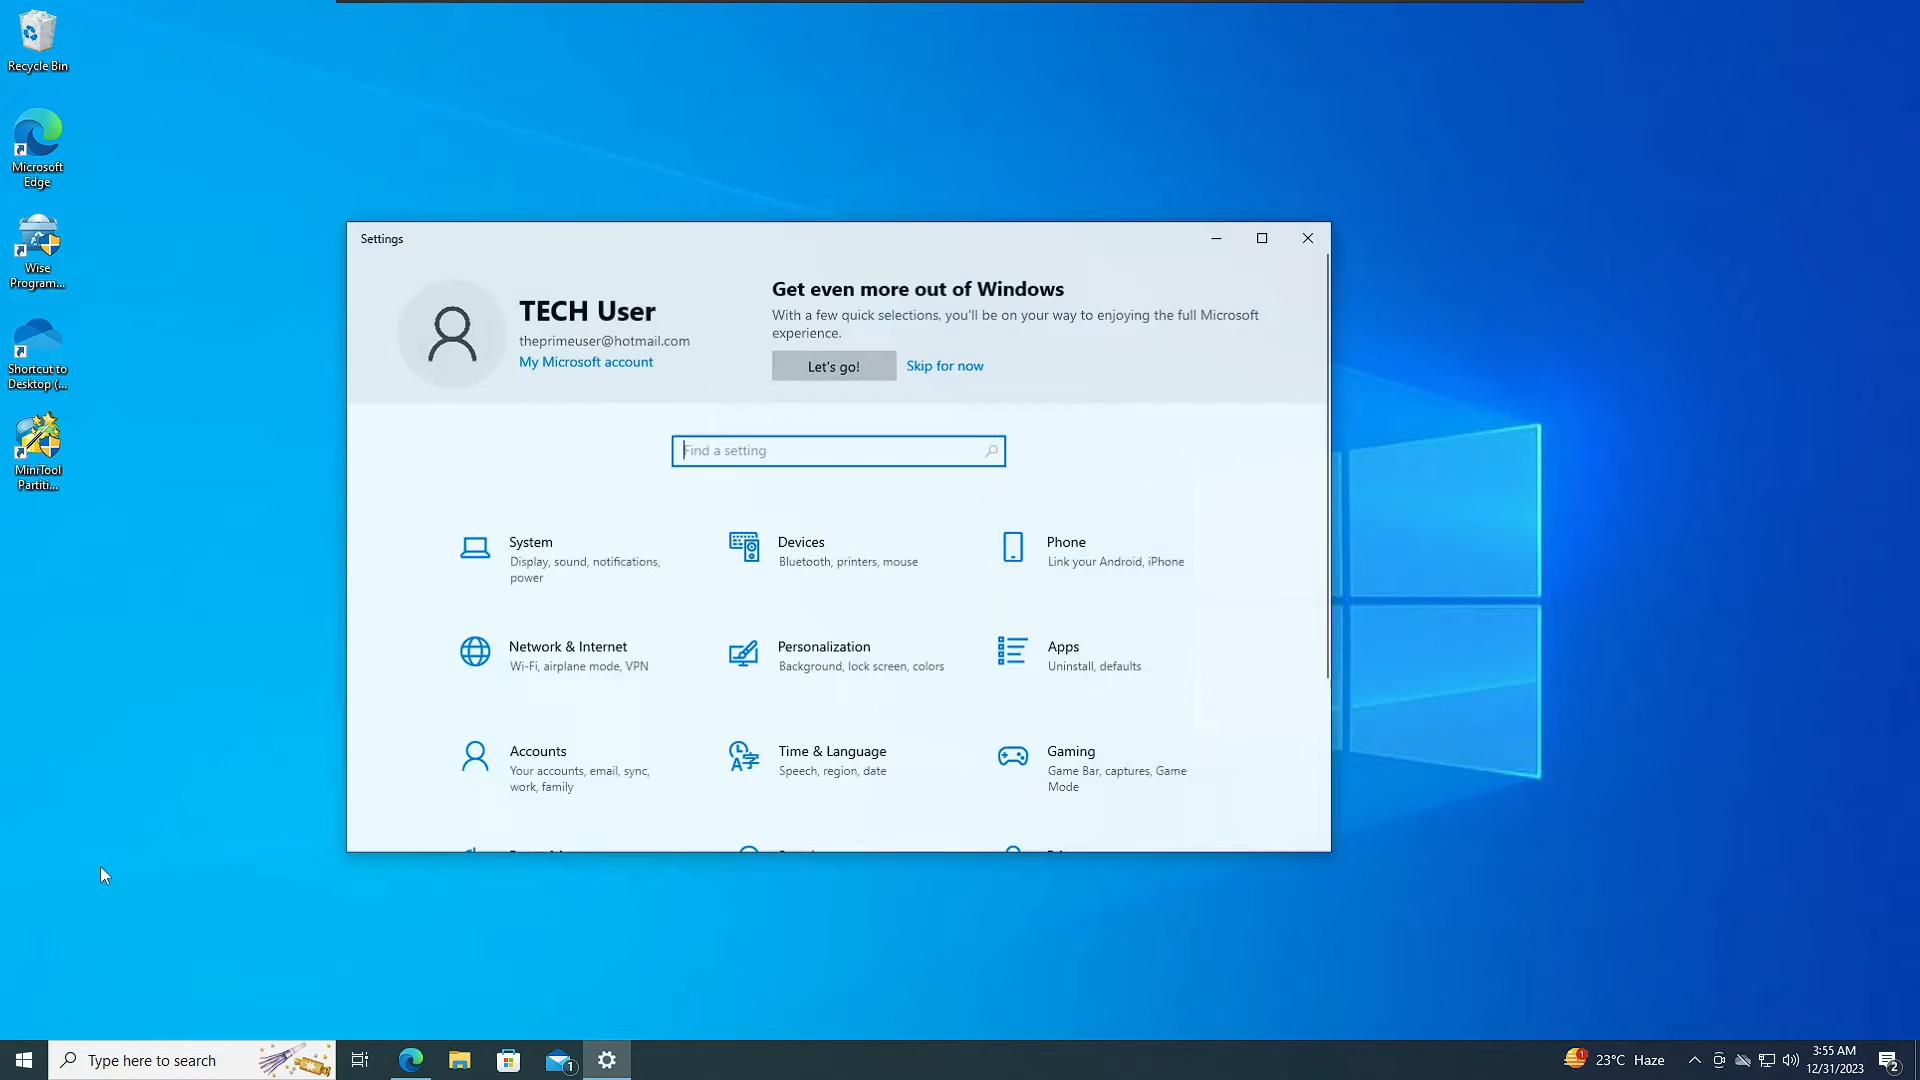 Recycle Bin
Microsoft
Edge
Wise
Program...
Shortcut to
Desktop (...
MiniTool
Partiti...
Settings
TECH User
theprimeuser@hotmail.com
My Microsoft account
Get even more out of Windows
With a few quick selections, you'll be on your way to enjoying the full Microsoft
experience.
Let's go!
Skip for now
Find a setting
System
Display, sound, notifications,
power
Devices
Bluetooth, printers, mouse
Phone
Link your Android, iPhone
Network & Internet
Wi-Fi, airplane mode, VPN
Personalization
Background, lock screen, colors
Apps
Uninstall, defaults
Accounts
Your accounts, email, sync,
work, family
Time & Language
Speech, region, date
Gaming
Game Bar, captures, Game
Mode
Type here to search
1
1
23°C Haze
3:55 AM
12/31/2023
2